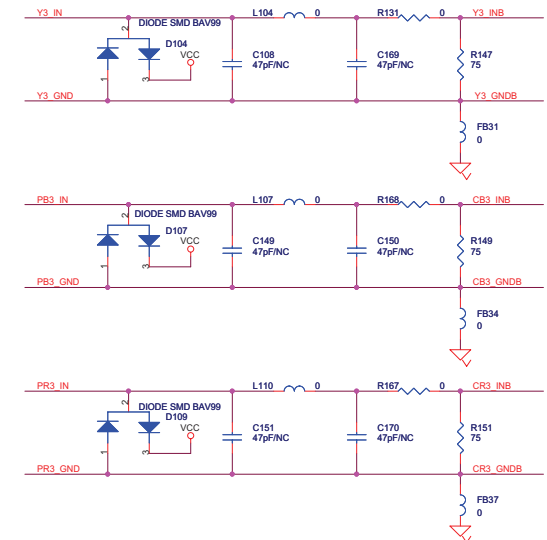 Y3_IN DIODE SMD BAV99 L104 0 R131 0 Y3_INB
2 D104
VCC
C108 47pF/NC
C169 47pF/NC
R147 75
1 3
Y3_GND Y3_GNDB
FB31
0
PB3_IN L107 0 R168 0 CB3_INB
2 DIODE SMD BAV99
D107
VCC
C149 47pF/NC
C150 47pF/NC
R149 75
1 3
PB3_GND CB3_GNDB
FB34
0
PR3_IN L110 0 R167 0 CR3_INB
2 DIODE SMD BAV99
D109
VCC
C151 47pF/NC
C170 47pF/NC
R151 75
1 3
PR3_GND CR3_GNDB
FB37
0